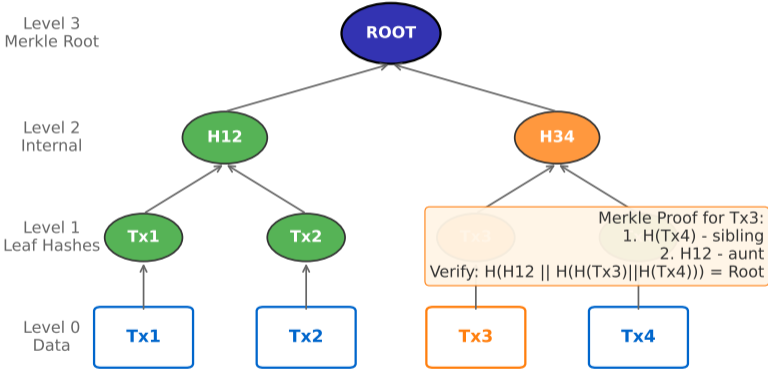 Level 3
Merkle Root
ROOT
Level 2
Internal
H12
H34
Level 1
Leaf Hashes
Tx1
Tx2
Tx3
Merkle Proof for Tx3:
1. H(Tx4) - sibling
2. H12 - aunt
Verify: H(H12 || H(H(Tx3)||H(Tx4))) = Root
Level 0
Data
Tx1
Tx2
Tx3
Tx4